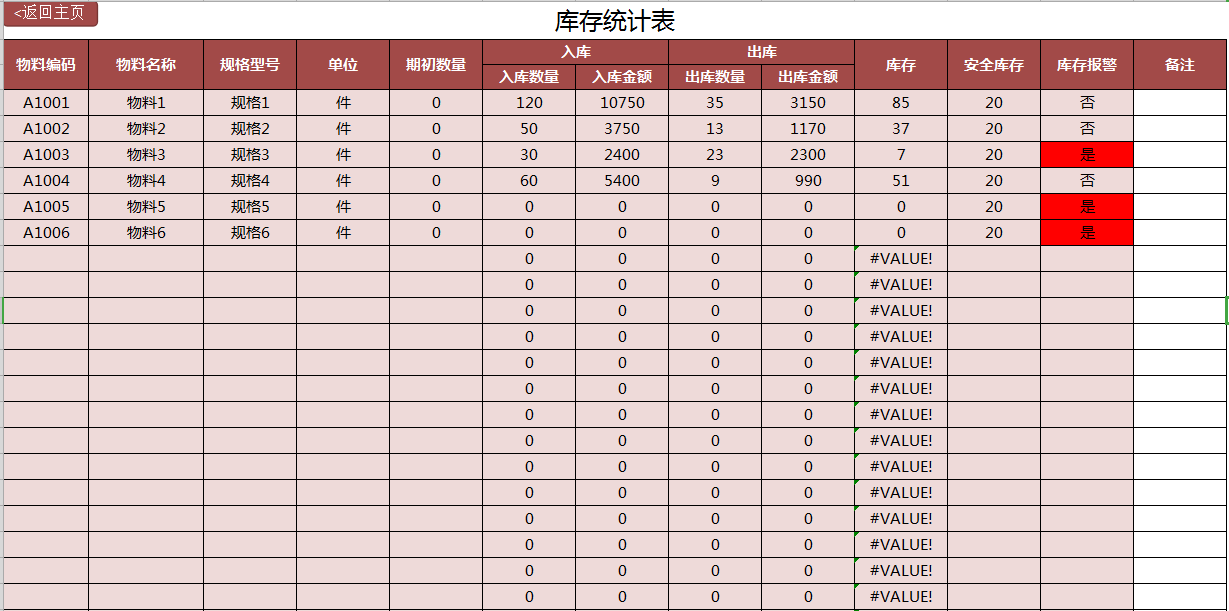 <返回主页
库存统计表
物料编码 物料名称 规格型号 单位 期初数量 入库 出库 库存 安全库存 库存报警 备注
入库数量 入库金额 出库数量 出库金额
A1001 物料1 规格1 件 0 120 10750 35 3150 85 20 否
A1002 物料2 规格2 件 0 50 3750 13 1170 37 20 否
A1003 物料3 规格3 件 0 30 2400 23 2300 7 20 是
A1004 物料4 规格4 件 0 60 5400 9 990 51 20 否
A1005 物料5 规格5 件 0 0 0 0 0 0 20 是
A1006 物料6 规格6 件 0 0 0 0 0 0 20 是
0 0 0 0 #VALUE!
0 0 0 0 #VALUE!
0 0 0 0 #VALUE!
0 0 0 0 #VALUE!
0 0 0 0 #VALUE!
0 0 0 0 #VALUE!
0 0 0 0 #VALUE!
0 0 0 0 #VALUE!
0 0 0 0 #VALUE!
0 0 0 0 #VALUE!
0 0 0 0 #VALUE!
0 0 0 0 #VALUE!
0 0 0 0 #VALUE!
0 0 0 0 #VALUE!